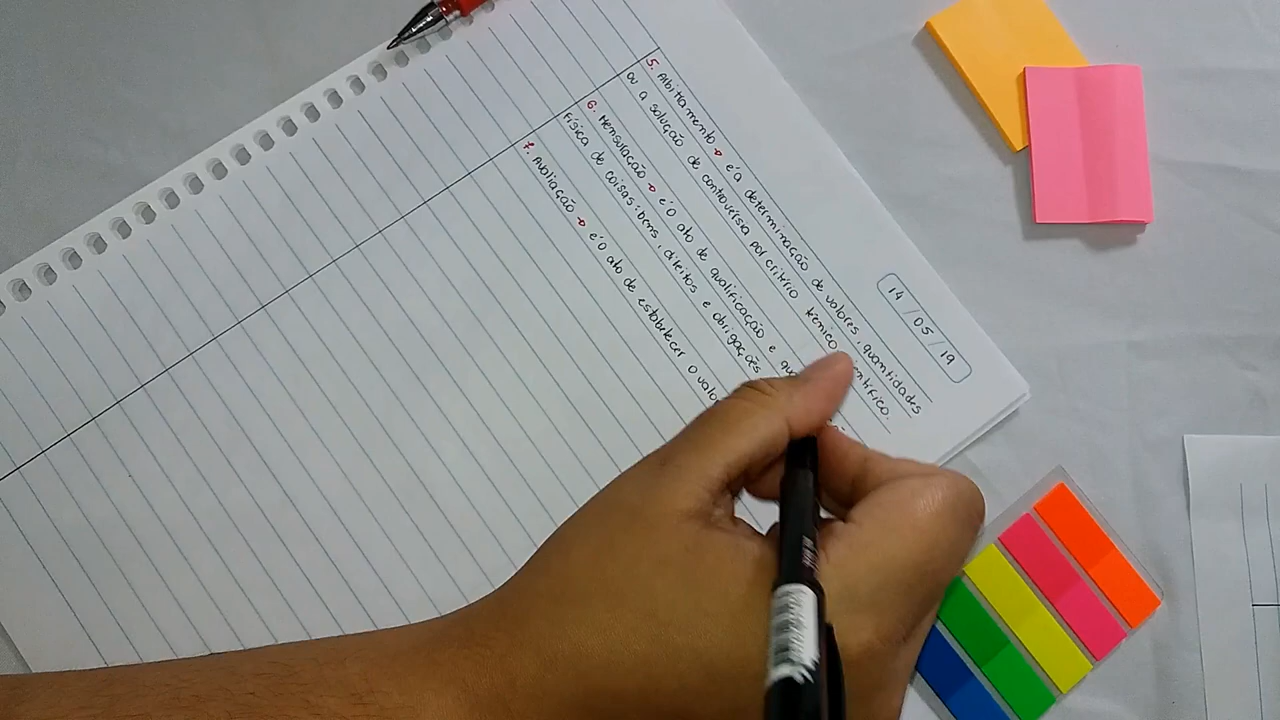 14 / 05 / 19
5. Arbitramento → é a determinação de valores, quantidades
ou a solução de controvérsia por critério técnico
6. Mensuração → é o ato de qualificação e
física de coisas: bens, direitos e obrigações
7. Avaliação → é o ato de estabelecer o valo